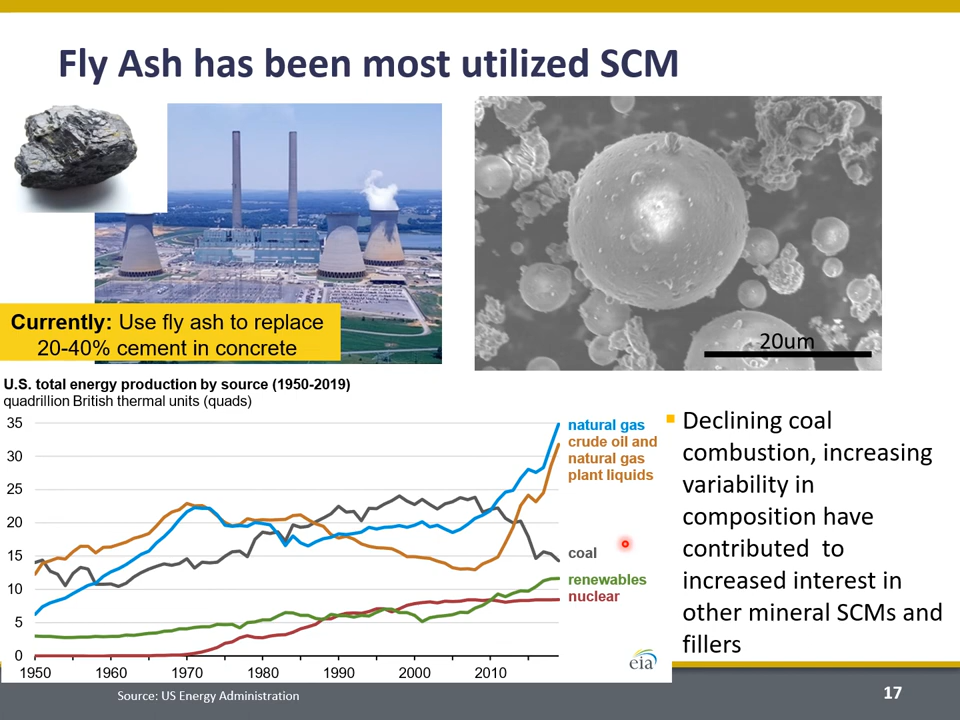 Fly Ash has been most utilized SCM
20um
Currently: Use fly ash to replace
20-40% cement in concrete
U.S. total energy production by source (1950-2019)
quadrillion British thermal units (quads)
35
30
25
20
15
10
5
0
1950 1960 1970 1980 1990 2000 2010
natural gas
crude oil and
natural gas
plant liquids
coal
renewables
nuclear
eia
Declining coal
combustion, increasing
variability in
composition have
contributed to
increased interest in
other mineral SCMs and
fillers
Source: US Energy Administration
17